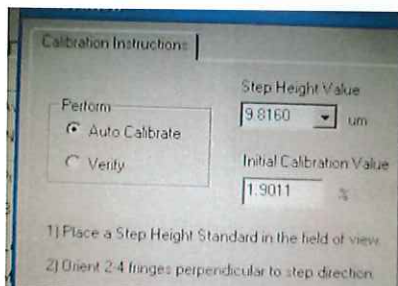 Calibration Instructions
Step Height Value
Perform
9.8160 um
Auto Calibrate
Verify
Initial Calibration Value
1.9011 %
1) Place a Step Height Standard in the field of view.
2) Orient 2-4 fringes perpendicular to step direction.